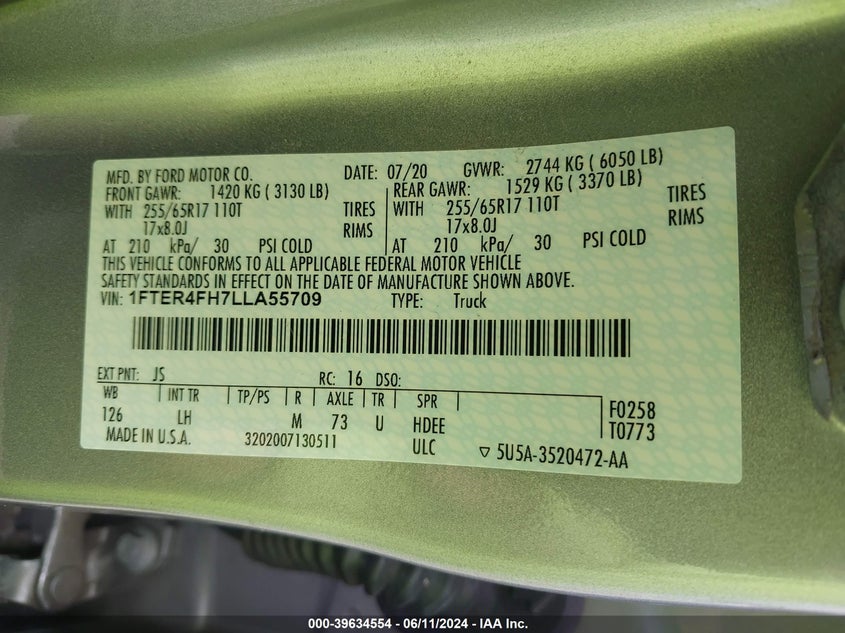 MFD. BY FORD MOTOR CO. DATE: 07/20 GVWR: 2744 KG ( 6050 LB)
FRONT GAWR: 1420 KG ( 3130 LB) REAR GAWR: 1529 KG ( 3370 LB)
WITH 255/65R17 110T TIRES WITH 255/65R17 110T TIRES
17x8.0J RIMS 17x8.0J RIMS
AT 210 kPa/ 30 PSI COLD AT 210 kPa/ 30 PSI COLD
THIS VEHICLE CONFORMS TO ALL APPLICABLE FEDERAL MOTOR VEHICLE
SAFETY STANDARDS IN EFFECT ON THE DATE OF MANUFACTURE SHOWN ABOVE.
VIN: 1FTER4FH7LLA55709 TYPE: Truck
EXT PNT: JS RC: 16 DSO:
WB INT TR TP/PS R AXLE TR SPR
126 LH M 73 U HDEE F0258
MADE IN U.S.A. 3202007130511 ULC T0773
5U5A-3520472-AA
000-39634554 / 06/11/2024 - IAA Inc.